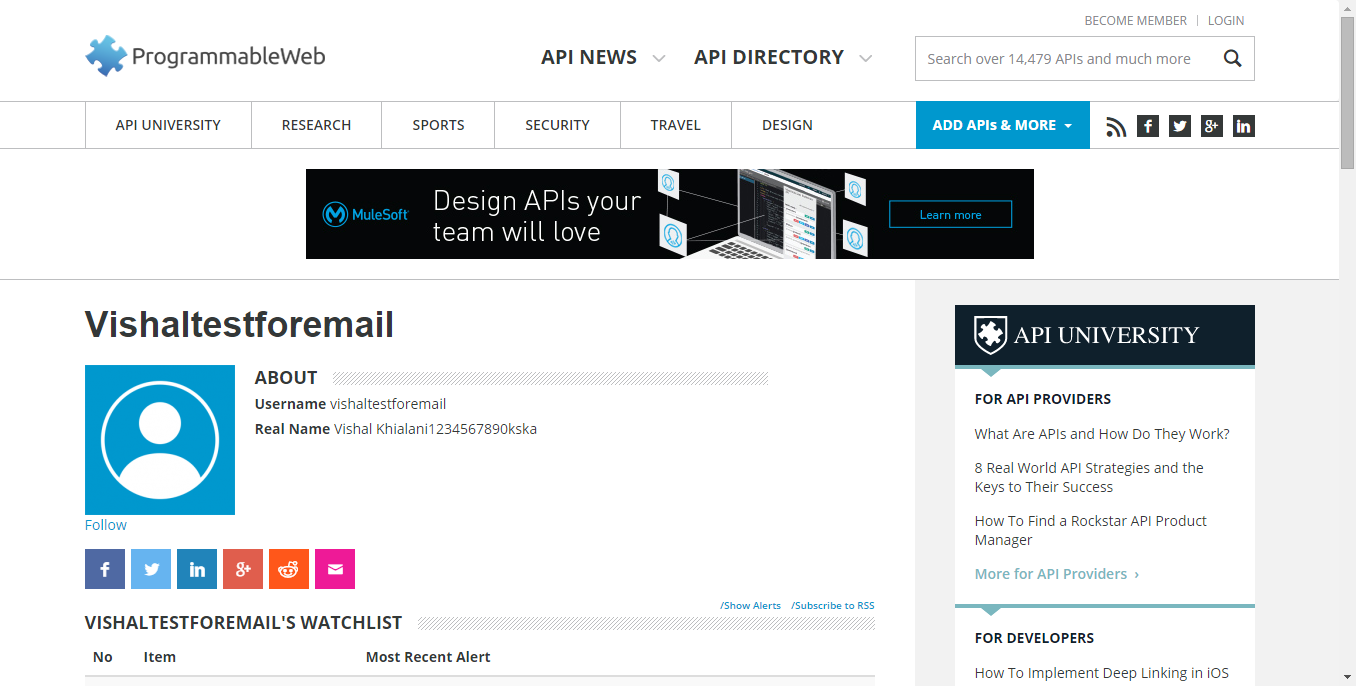 BECOME MEMBER | LOGIN
ProgrammableWeb
API NEWS
API DIRECTORY
Search over 14,479 APIs and much more
API UNIVERSITY
RESEARCH
SPORTS
SECURITY
TRAVEL
DESIGN
ADD APIs & MORE
f
g+
in
MuleSoft
Design APIs your
team will love
Learn more
Vishaltestforemail
ABOUT
Username vishaltestforemail
Real Name Vishal Khialani1234567890kska
Follow
f
in
g+
/Show Alerts /Subscribe to RSS
VISHALTESTFOREMAIL'S WATCHLIST
No Item Most Recent Alert
API UNIVERSITY
FOR API PROVIDERS
What Are APIs and How Do They Work?
8 Real World API Strategies and the
Keys to Their Success
How To Find a Rockstar API Product
Manager
More for API Providers ›
FOR DEVELOPERS
How To Implement Deep Linking in iOS